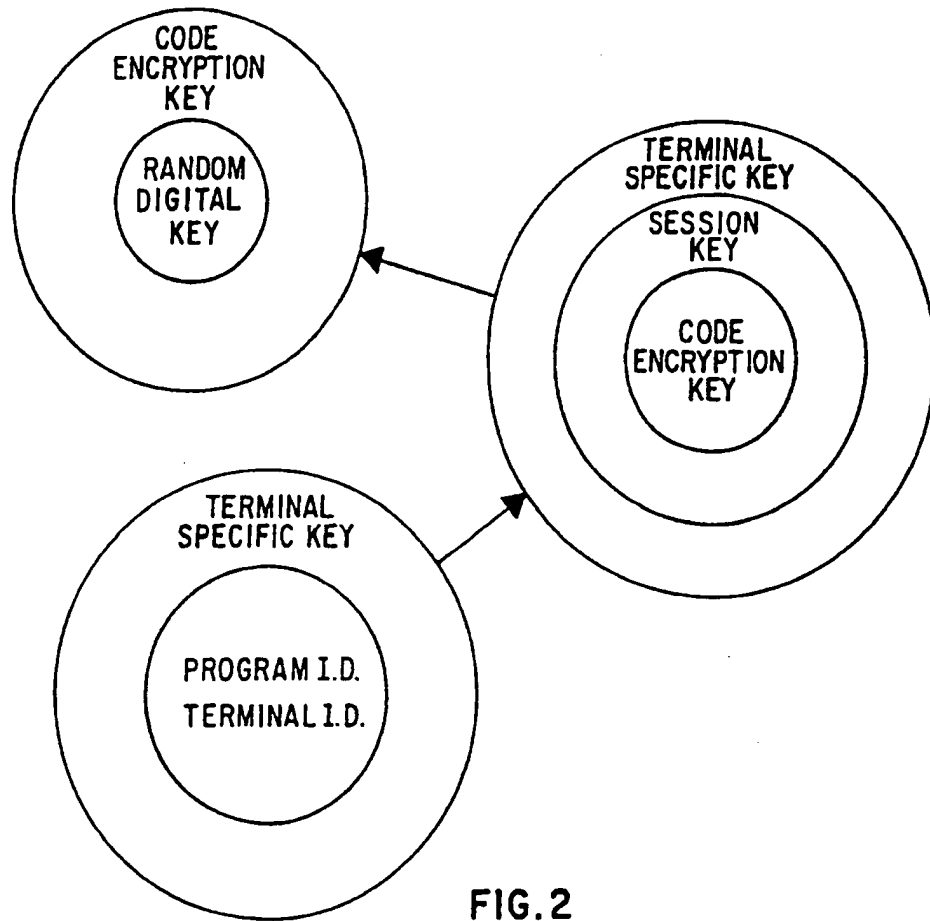 CODE
ENCRYPTION
KEY
RANDOM
DIGITAL
KEY
TERMINAL
SPECIFIC KEY
SESSION
KEY
CODE
ENCRYPTION
KEY
TERMINAL
SPECIFIC KEY
PROGRAM I.D.
TERMINAL I.D.
FIG.2